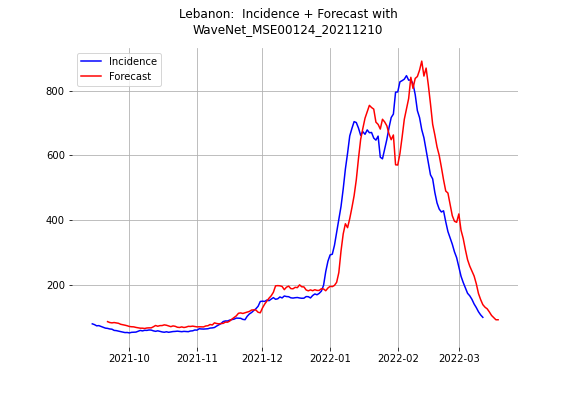 Lebanon:  Incidence + Forecast with
WaveNet_MSE00124_20211210
Incidence
Forecast
800
600
400
200
2021-10 2021-11 2021-12 2022-01 2022-02 2022-03